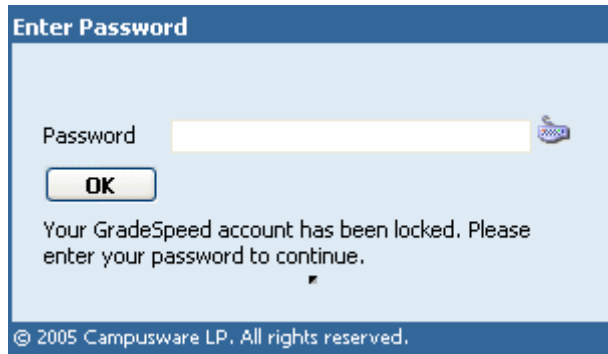 Enter Password
Password
OK
Your GradeSpeed account has been locked. Please
enter your password to continue.
© 2005 Campusware LP. All rights reserved.